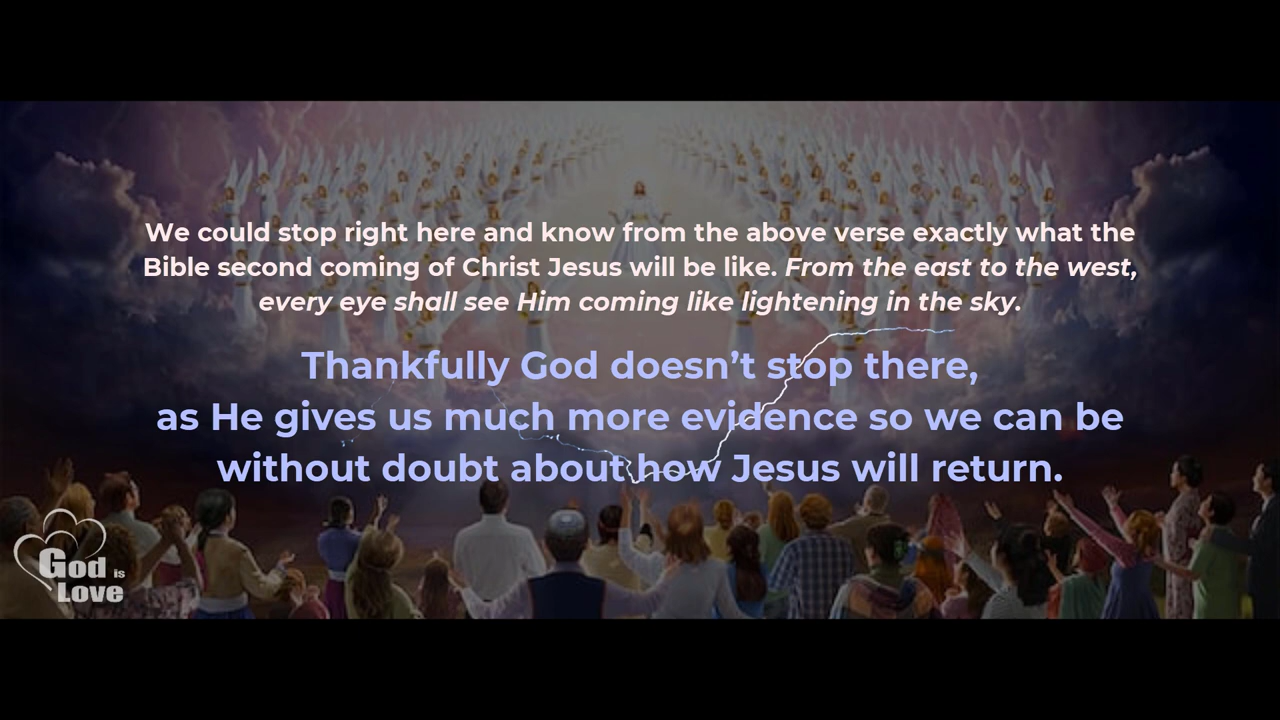 We could stop right here and know from the above verse exactly what the
Bible second coming of Christ Jesus will be like. From the east to the west,
every eye shall see Him coming like lightening in the sky.
Thankfully God doesn’t stop there,
as He gives us much more evidence so we can be
without doubt about how Jesus will return.
God is
Love